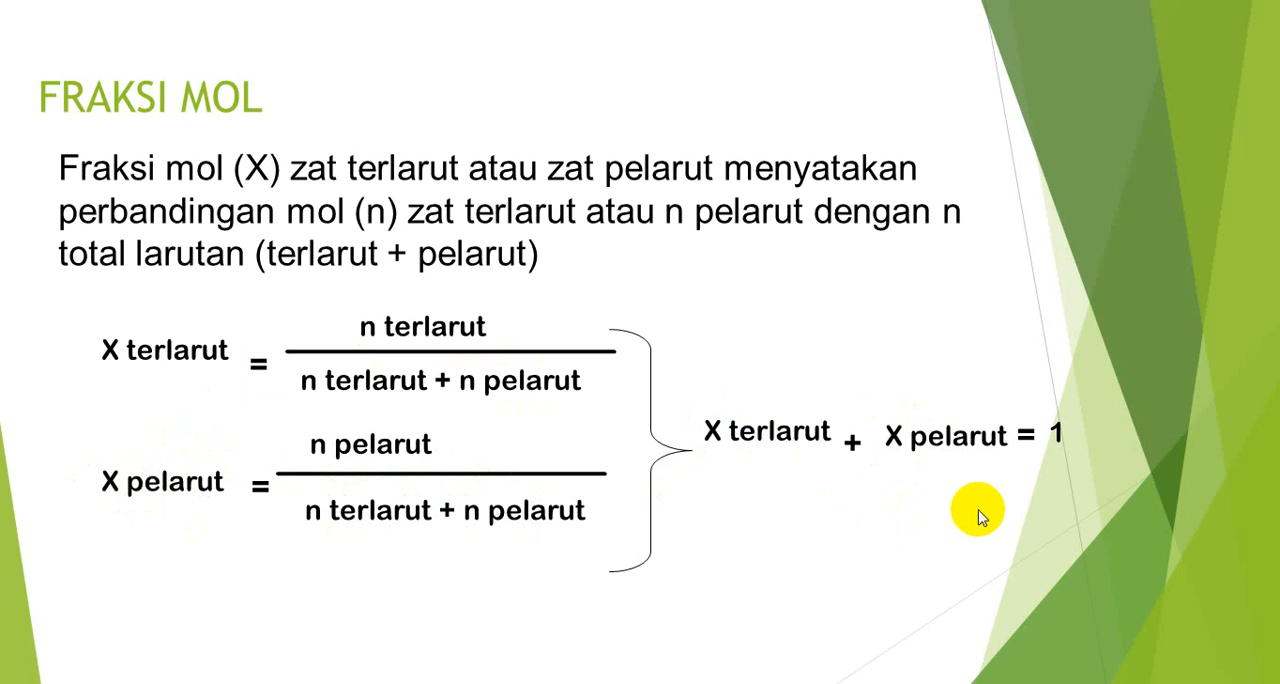 FRAKSI MOL
Fraksi mol (X) zat terlarut atau zat pelarut menyatakan
perbandingan mol (n) zat terlarut atau n pelarut dengan n
total larutan (terlarut + pelarut)
n terlarut
X terlarut =
n terlarut + n pelarut
X terlarut + X pelarut = 1
n pelarut
X pelarut =
n terlarut + n pelarut